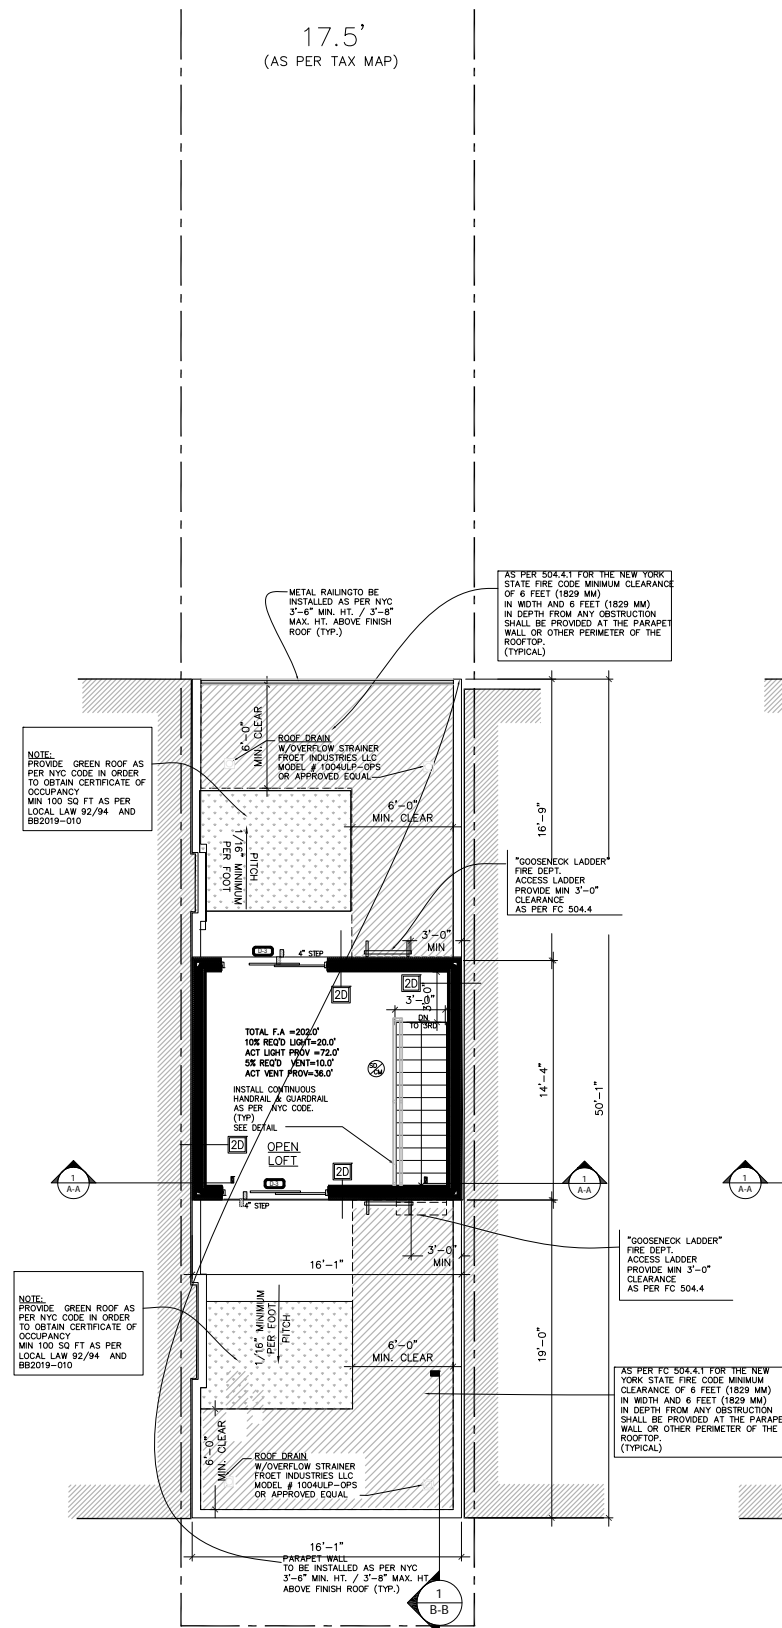 17.5'
(AS PER TAX MAP)
METAL RAILINGTO BE
INSTALLED AS PER NYC
3'-6" MIN. HT. / 3'-8"
MAX. HT. ABOVE FINISH
ROOF (TYP.)
AS PER 504.4.1 FOR THE NEW YORK
STATE FIRE CODE MINIMUM CLEARANCE
OF 6 FEET (1829 MM)
IN WIDTH AND 6 FEET (1829 MM)
IN DEPTH FROM ANY OBSTRUCTION
SHALL BE PROVIDED AT THE PARAPET
WALL OR OTHER PERIMETER OF THE
ROOFTOP.
(TYPICAL)
6'-0"
MIN. CLEAR
ROOF DRAIN
W/OVERFLOW STRAINER
FROET INDUSTRIES LLC
MODEL # 1004ULP-OPS
OR APPROVED EQUAL
NOTE:
PROVIDE GREEN ROOF AS
PER NYC CODE IN ORDER
TO OBTAIN CERTIFICATE OF
OCCUPANCY
MIN 100 SQ FT AS PER
LOCAL LAW 92/94 AND
BB2019-010
6'-0"
MIN. CLEAR
16'-9"
PITCH
1/16" MINIMUM
PER FOOT
"GOOSENECK LADDER"
FIRE DEPT.
ACCESS LADDER
PROVIDE MIN 3'-0"
CLEARANCE
AS PER FC 504.4
3'-0"
MIN
D-3
4" STEP
2D
2D
3'-0"
3'-0"
DN
TO 3RD
TOTAL F.A =202.0'
10% REQ'D LIGHT=20.0'
ACT LIGHT PROV =72.0'
5% REQ'D VENT=10.0'
ACT VENT PROV=36.0'
SD/CM
INSTALL CONTINUOUS
HANDRAIL & GUARDRAIL
AS PER NYC CODE.
(TYP)
SEE DETAIL
14'-4"
50'-1"
2D
OPEN
LOFT
2D
D-3
4" STEP
1
A-A
1
A-A
1
A-A
3'-0"
MIN
"GOOSENECK LADDER"
FIRE DEPT.
ACCESS LADDER
PROVIDE MIN 3'-0"
CLEARANCE
AS PER FC 504.4
16'-1"
NOTE:
PROVIDE GREEN ROOF AS
PER NYC CODE IN ORDER
TO OBTAIN CERTIFICATE OF
OCCUPANCY
MIN 100 SQ FT AS PER
LOCAL LAW 92/94 AND
BB2019-010
1/16" MINIMUM
PER FOOT
PITCH
6'-0"
MIN. CLEAR
19'-0"
AS PER FC 504.4.1 FOR THE NEW
YORK STATE FIRE CODE MINIMUM
CLEARANCE OF 6 FEET (1829 MM)
IN WIDTH AND 6 FEET (1829 MM)
IN DEPTH FROM ANY OBSTRUCTION
SHALL BE PROVIDED AT THE PARAPE
WALL OR OTHER PERIMETER OF THE
ROOFTOP.
(TYPICAL)
6'-0"
MIN. CLEAR
ROOF DRAIN
W/OVERFLOW STRAINER
FROET INDUSTRIES LLC
MODEL # 1004ULP-OPS
OR APPROVED EQUAL
16'-1"
PARAPET WALL
TO BE INSTALLED AS PER NYC
3'-6" MIN. HT. / 3'-8" MAX. HT.
ABOVE FINISH ROOF (TYP.)
1
B-B